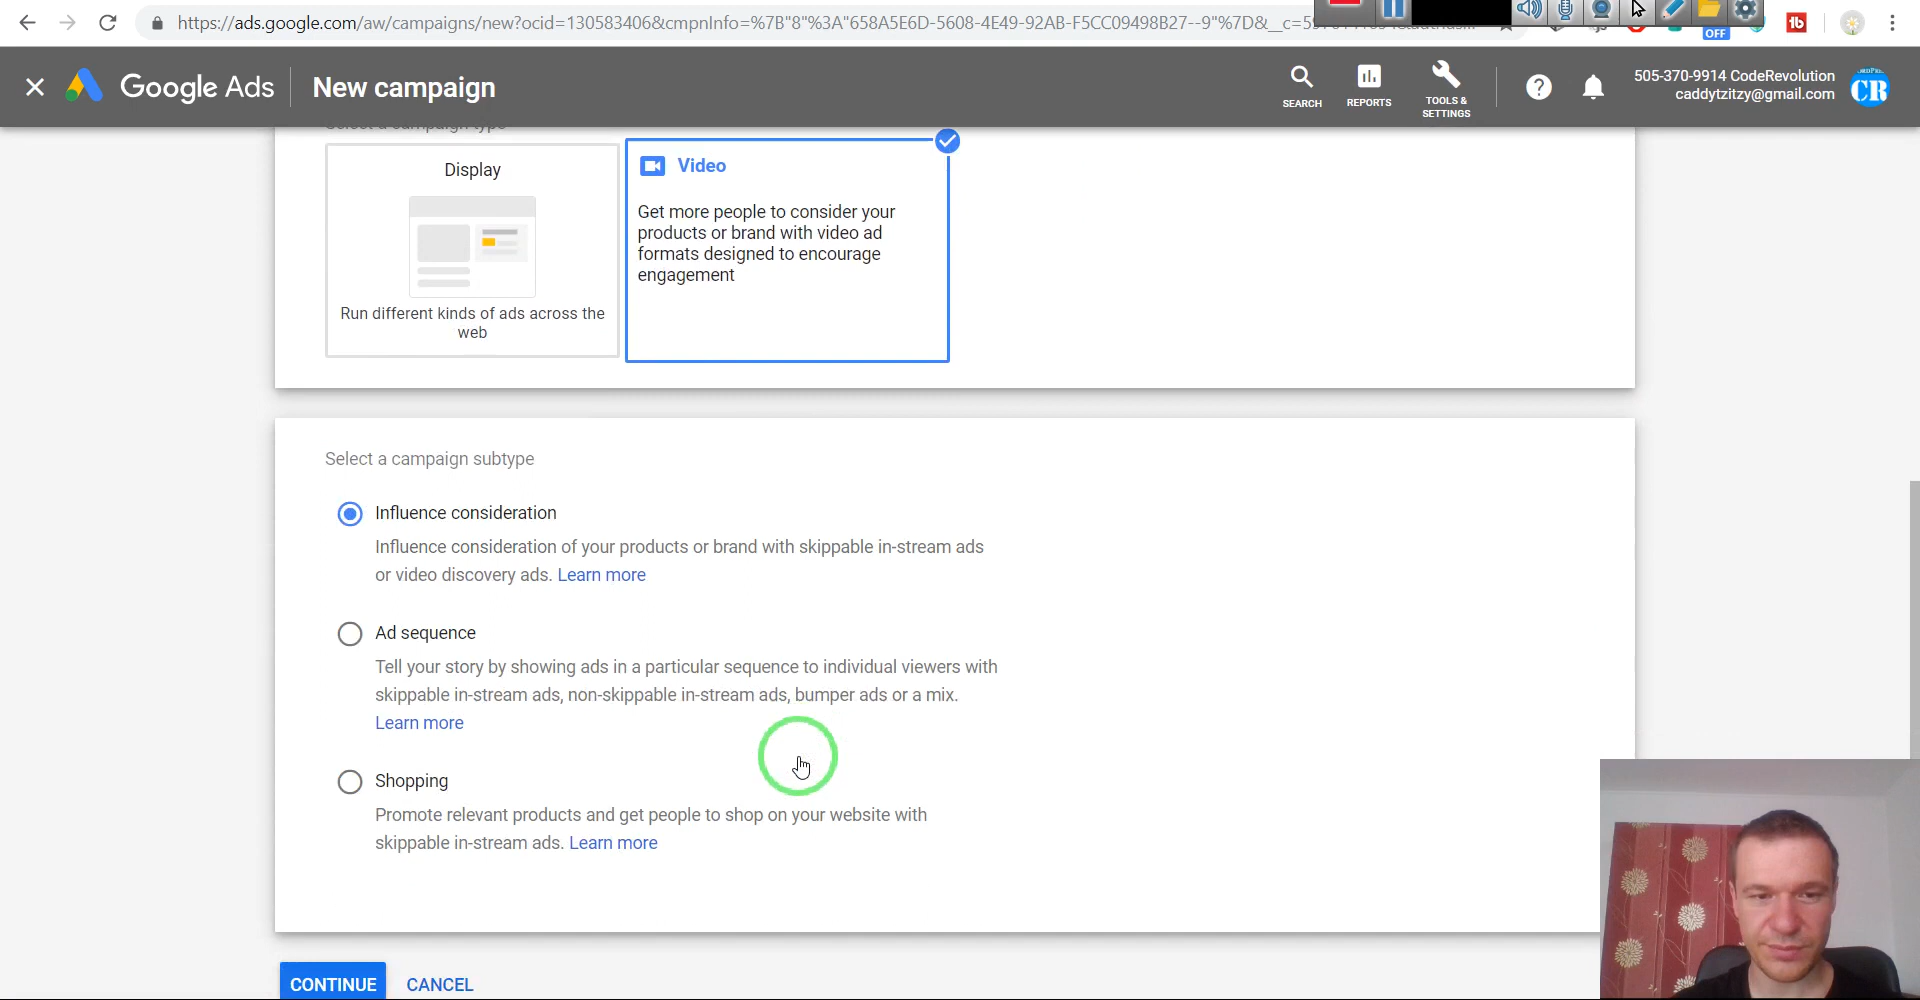 https://ads.google.com/aw/campaigns/new?ocid=130583406&cmpnInfo=%7B"8"%3A"658A5E6D-5608-4E49-92AB-F5CC09498B27--9"%7D&__c=
OFF
Google Ads
New campaign
SEARCH
REPORTS
TOOLS &
SETTINGS
505-370-9914 CodeRevolution
caddytzitzy@gmail.com
CR
Select a campaign type
Display
Run different kinds of ads across the
web
Video
Get more people to consider your
products or brand with video ad
formats designed to encourage
engagement
Select a campaign subtype
Influence consideration
Influence consideration of your products or brand with skippable in-stream ads
or video discovery ads. Learn more
Ad sequence
Tell your story by showing ads in a particular sequence to individual viewers with
skippable in-stream ads, non-skippable in-stream ads, bumper ads or a mix.
Learn more
Shopping
Promote relevant products and get people to shop on your website with
skippable in-stream ads. Learn more
CONTINUE
CANCEL